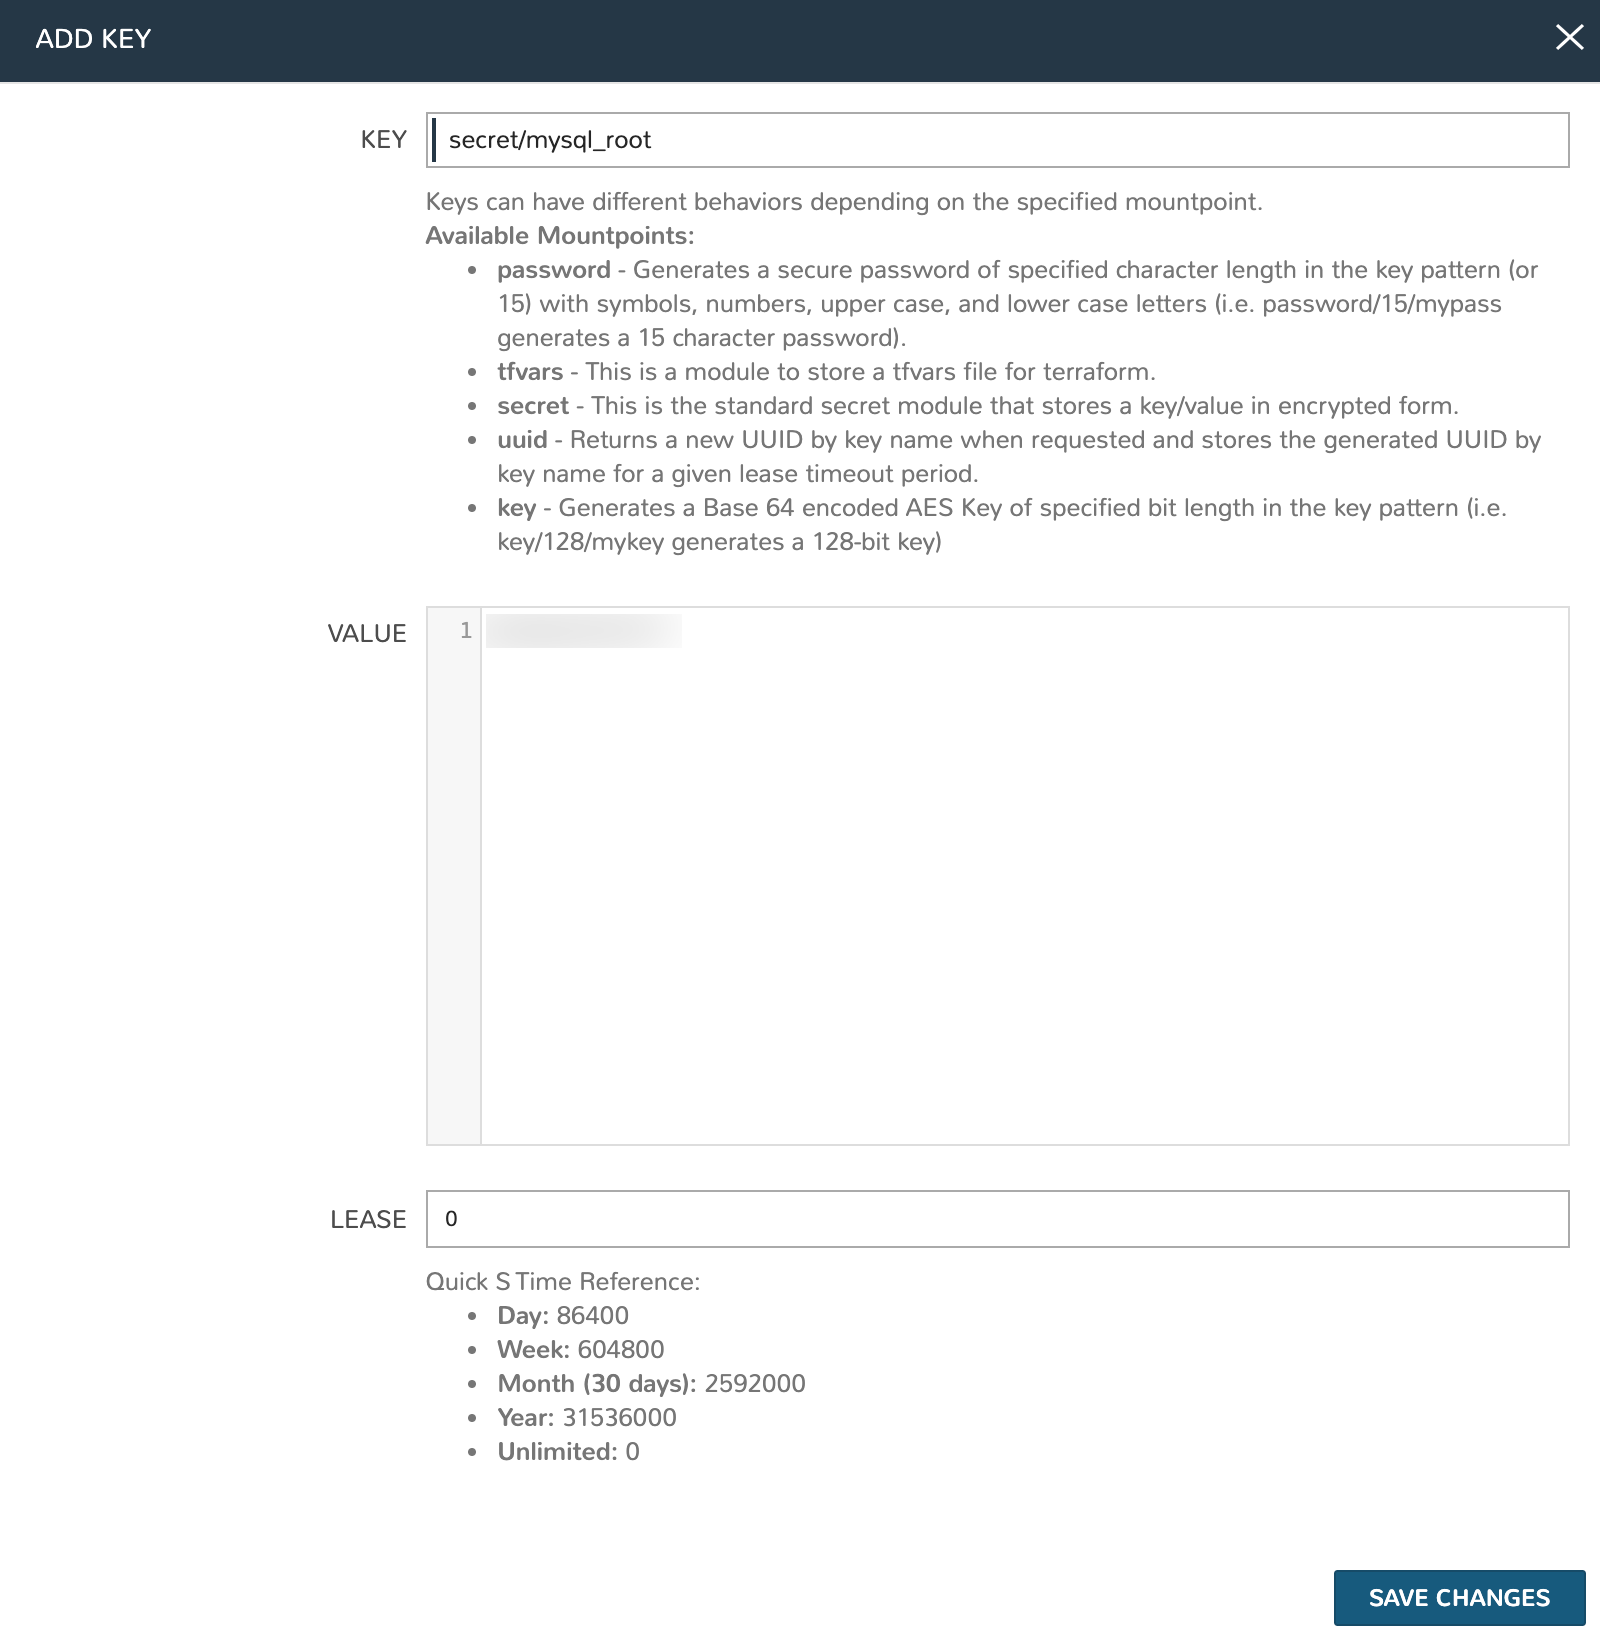 ADD KEY
KEY
secret/mysql_root
Keys can have different behaviors depending on the specified mountpoint.
Available Mountpoints:
• password - Generates a secure password of specified character length in the key pattern (or
15) with symbols, numbers, upper case, and lower case letters (i.e. password/15/mypass
generates a 15 character password).
• tfvars - This is a module to store a tfvars file for terraform.
• secret - This is the standard secret module that stores a key/value in encrypted form.
• uuid - Returns a new UUID by key name when requested and stores the generated UUID by
key name for a given lease timeout period.
• key - Generates a Base 64 encoded AES Key of specified bit length in the key pattern (i.e.
key/128/mykey generates a 128-bit key)
VALUE
1
LEASE
0
Quick S Time Reference:
• Day: 86400
• Week: 604800
• Month (30 days): 2592000
• Year: 31536000
• Unlimited: 0
SAVE CHANGES